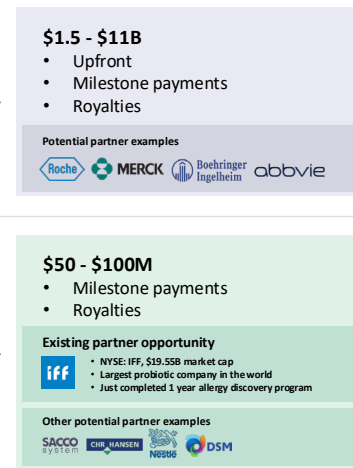 $1.5 - $11B
• Upfront
• Milestone payments
• Royalties
Potential partner examples
Roche MERCK Boehringer Ingelheim abbvie
$50 - $100M
• Milestone payments
• Royalties
Existing partner opportunity
iff
• NYSE: IFF, $19.55B market cap
• Largest probiotic company in the world
• Just completed 1 year allergy discovery program
Other potential partner examples
SACCO system CHR HANSEN Nestlé DSM